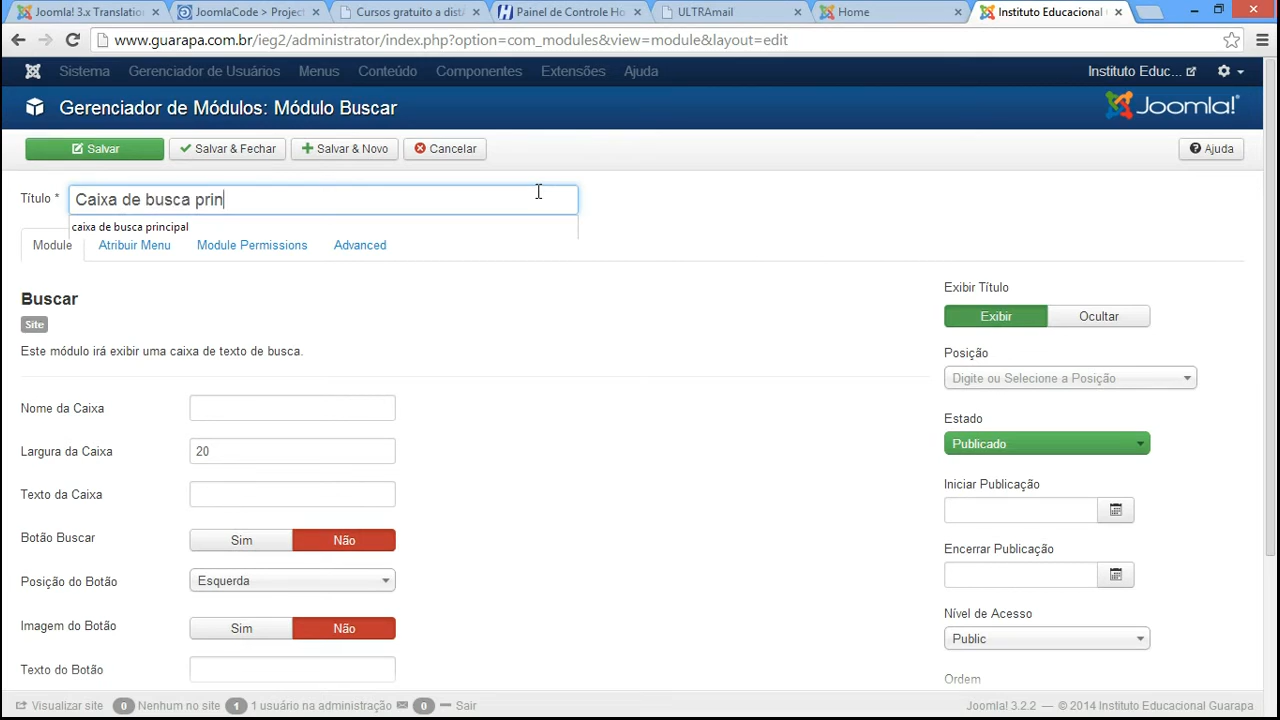 Joomla! 3.x Translation
JoomlaCode > Project
Cursos gratuito a dist
Painel de Controle Ho
ULTRAmail
Home
Instituto Educacional
www.guarapa.com.br/ieg2/administrator/index.php?option=com_modules&view=module&layout=edit
Sistema Gerenciador de Usuários Menus Conteúdo Componentes Extensões Ajuda Instituto Educ...
Gerenciador de Módulos: Módulo Buscar
Joomla!
Salvar Salvar & Fechar Salvar & Novo Cancelar Ajuda
Título * Caixa de busca prin
caixa de busca principal
Module Atribuir Menu Module Permissions Advanced
Buscar
Site
Este módulo irá exibir uma caixa de texto de busca.
Nome da Caixa
Largura da Caixa 20
Texto da Caixa
Botão Buscar Sim Não
Posição do Botão Esquerda
Imagem do Botão Sim Não
Texto do Botão
Exibir Título
Exibir Ocultar
Posição
Digite ou Selecione a Posição
Estado
Publicado
Iniciar Publicação
Encerrar Publicação
Nível de Acesso
Public
Ordem
Visualizar site 0 Nenhum no site 1 1 usuário na administração 0 Sair
Joomla! 3.2.2 — © 2014 Instituto Educacional Guarapa